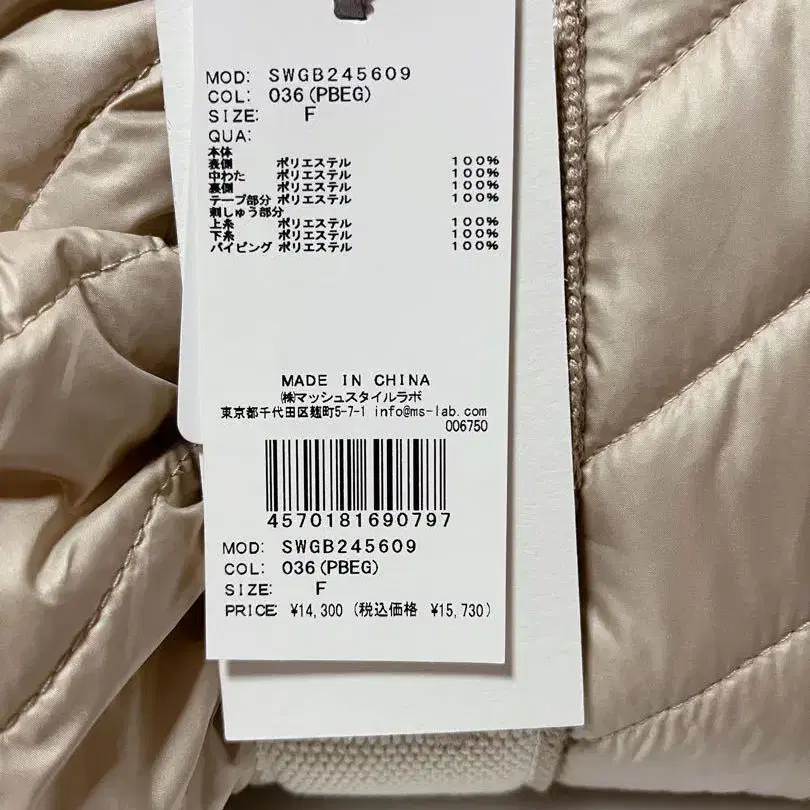 MOD: SWGB245609
COL: 036(PBEG)
SIZE: F
QUA:
本体
表側 ポリエステル 100%
中わた ポリエステル 100%
裏側 ポリエステル 100%
テープ部分 ポリエステル 100%
刺しゅう部分
上糸 ポリエステル 100%
下糸 ポリエステル 100%
パイピング ポリエステル 100%
MADE IN CHINA
㈱マッシュスタイルラボ
東京都千代田区麹町5-7-1 info@ms-lab.com
006750
4570181690797
MOD: SWGB245609
COL: 036(PBEG)
SIZE: F
PRICE: ¥14,300 (税込価格 ¥15,730)